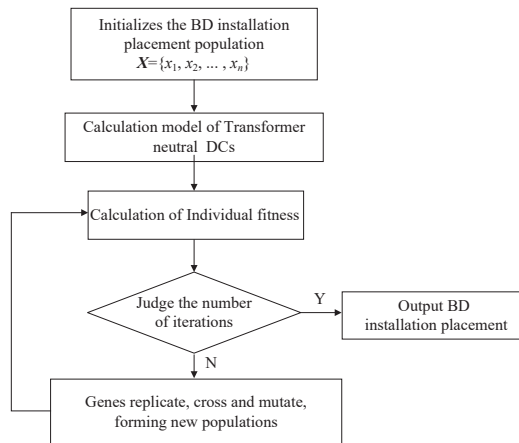 Initializes the BD installation
placement population
X={x1, x2, ... , xn}
Calculation model of Transformer
neutral DCs
Calculation of Individual fitness
Judge the number
of iterations
Y
Output BD
installation placement
N
Genes replicate, cross and mutate,
forming new populations